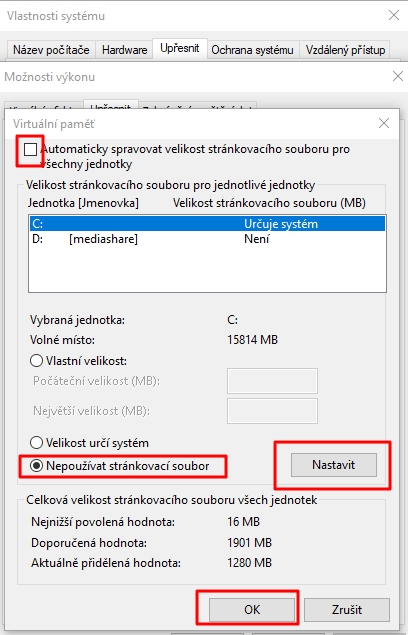 Vlastnosti systému
Název počítače Hardware Upřesnit Ochrana systému Vzdálený přístup
Možnosti výkonu
Upřesnit
Virtuální paměť
Automaticky spravovat velikost stránkovacího souboru pro
všechny jednotky
Velikost stránkovacího souboru pro jednotlivé jednotky
Jednotka [Jmenovka] Velikost stránkovacího souboru (MB)
C: Určuje systém
D: [mediashare] Není
Vybraná jednotka: C:
Volné místo: 15814 MB
Vlastní velikost:
Počáteční velikost (MB):
Největší velikost (MB):
Velikost určí systém
Nepoužívat stránkovací soubor
Nastavit
Celková velikost stránkovacího souboru všech jednotek
Nejnižší povolená hodnota: 16 MB
Doporučená hodnota: 1901 MB
Aktuálně přidělená hodnota: 1280 MB
OK Zrušit